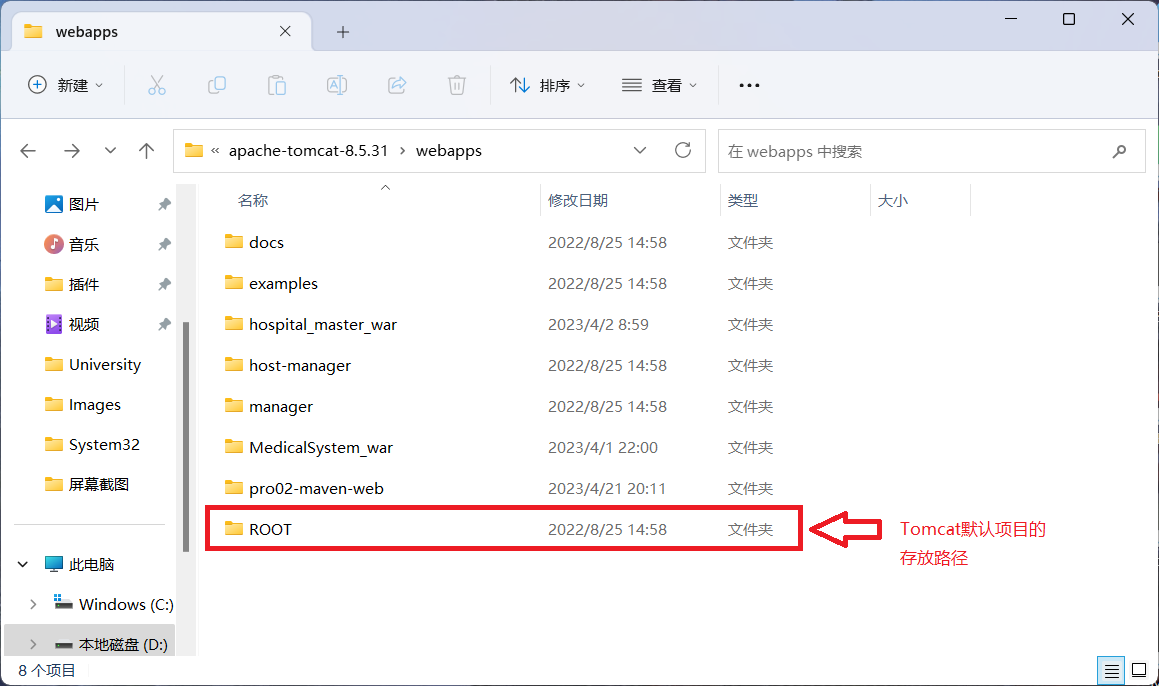 webapps
新建
排序
查看
« apache-tomcat-8.5.31 › webapps
在 webapps 中搜索
图片
音乐
插件
视频
University
Images
System32
屏幕截图
此电脑
Windows (C:)
本地磁盘 (D:)
名称 修改日期 类型 大小
docs 2022/8/25 14:58 文件夹
examples 2022/8/25 14:58 文件夹
hospital_master_war 2023/4/2 8:59 文件夹
host-manager 2022/8/25 14:58 文件夹
manager 2022/8/25 14:58 文件夹
MedicalSystem_war 2023/4/1 22:00 文件夹
pro02-maven-web 2023/4/21 20:11 文件夹
ROOT 2022/8/25 14:58 文件夹
Tomcat默认项目的
存放路径
8 个项目